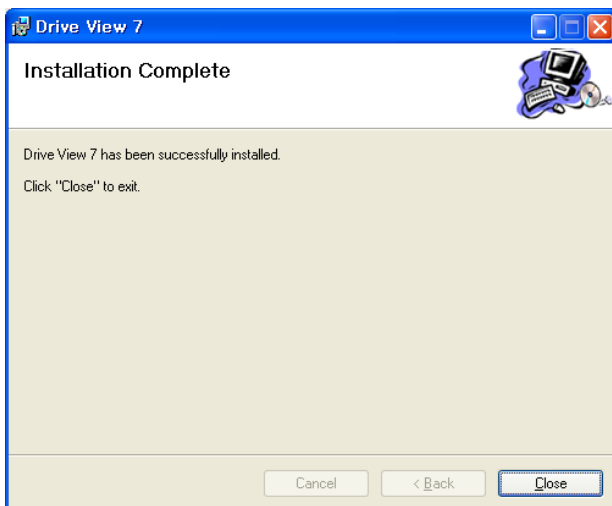 Drive View 7
Installation Complete
Drive View 7 has been successfully installed.
Click "Close" to exit.
Cancel
< Back
Close